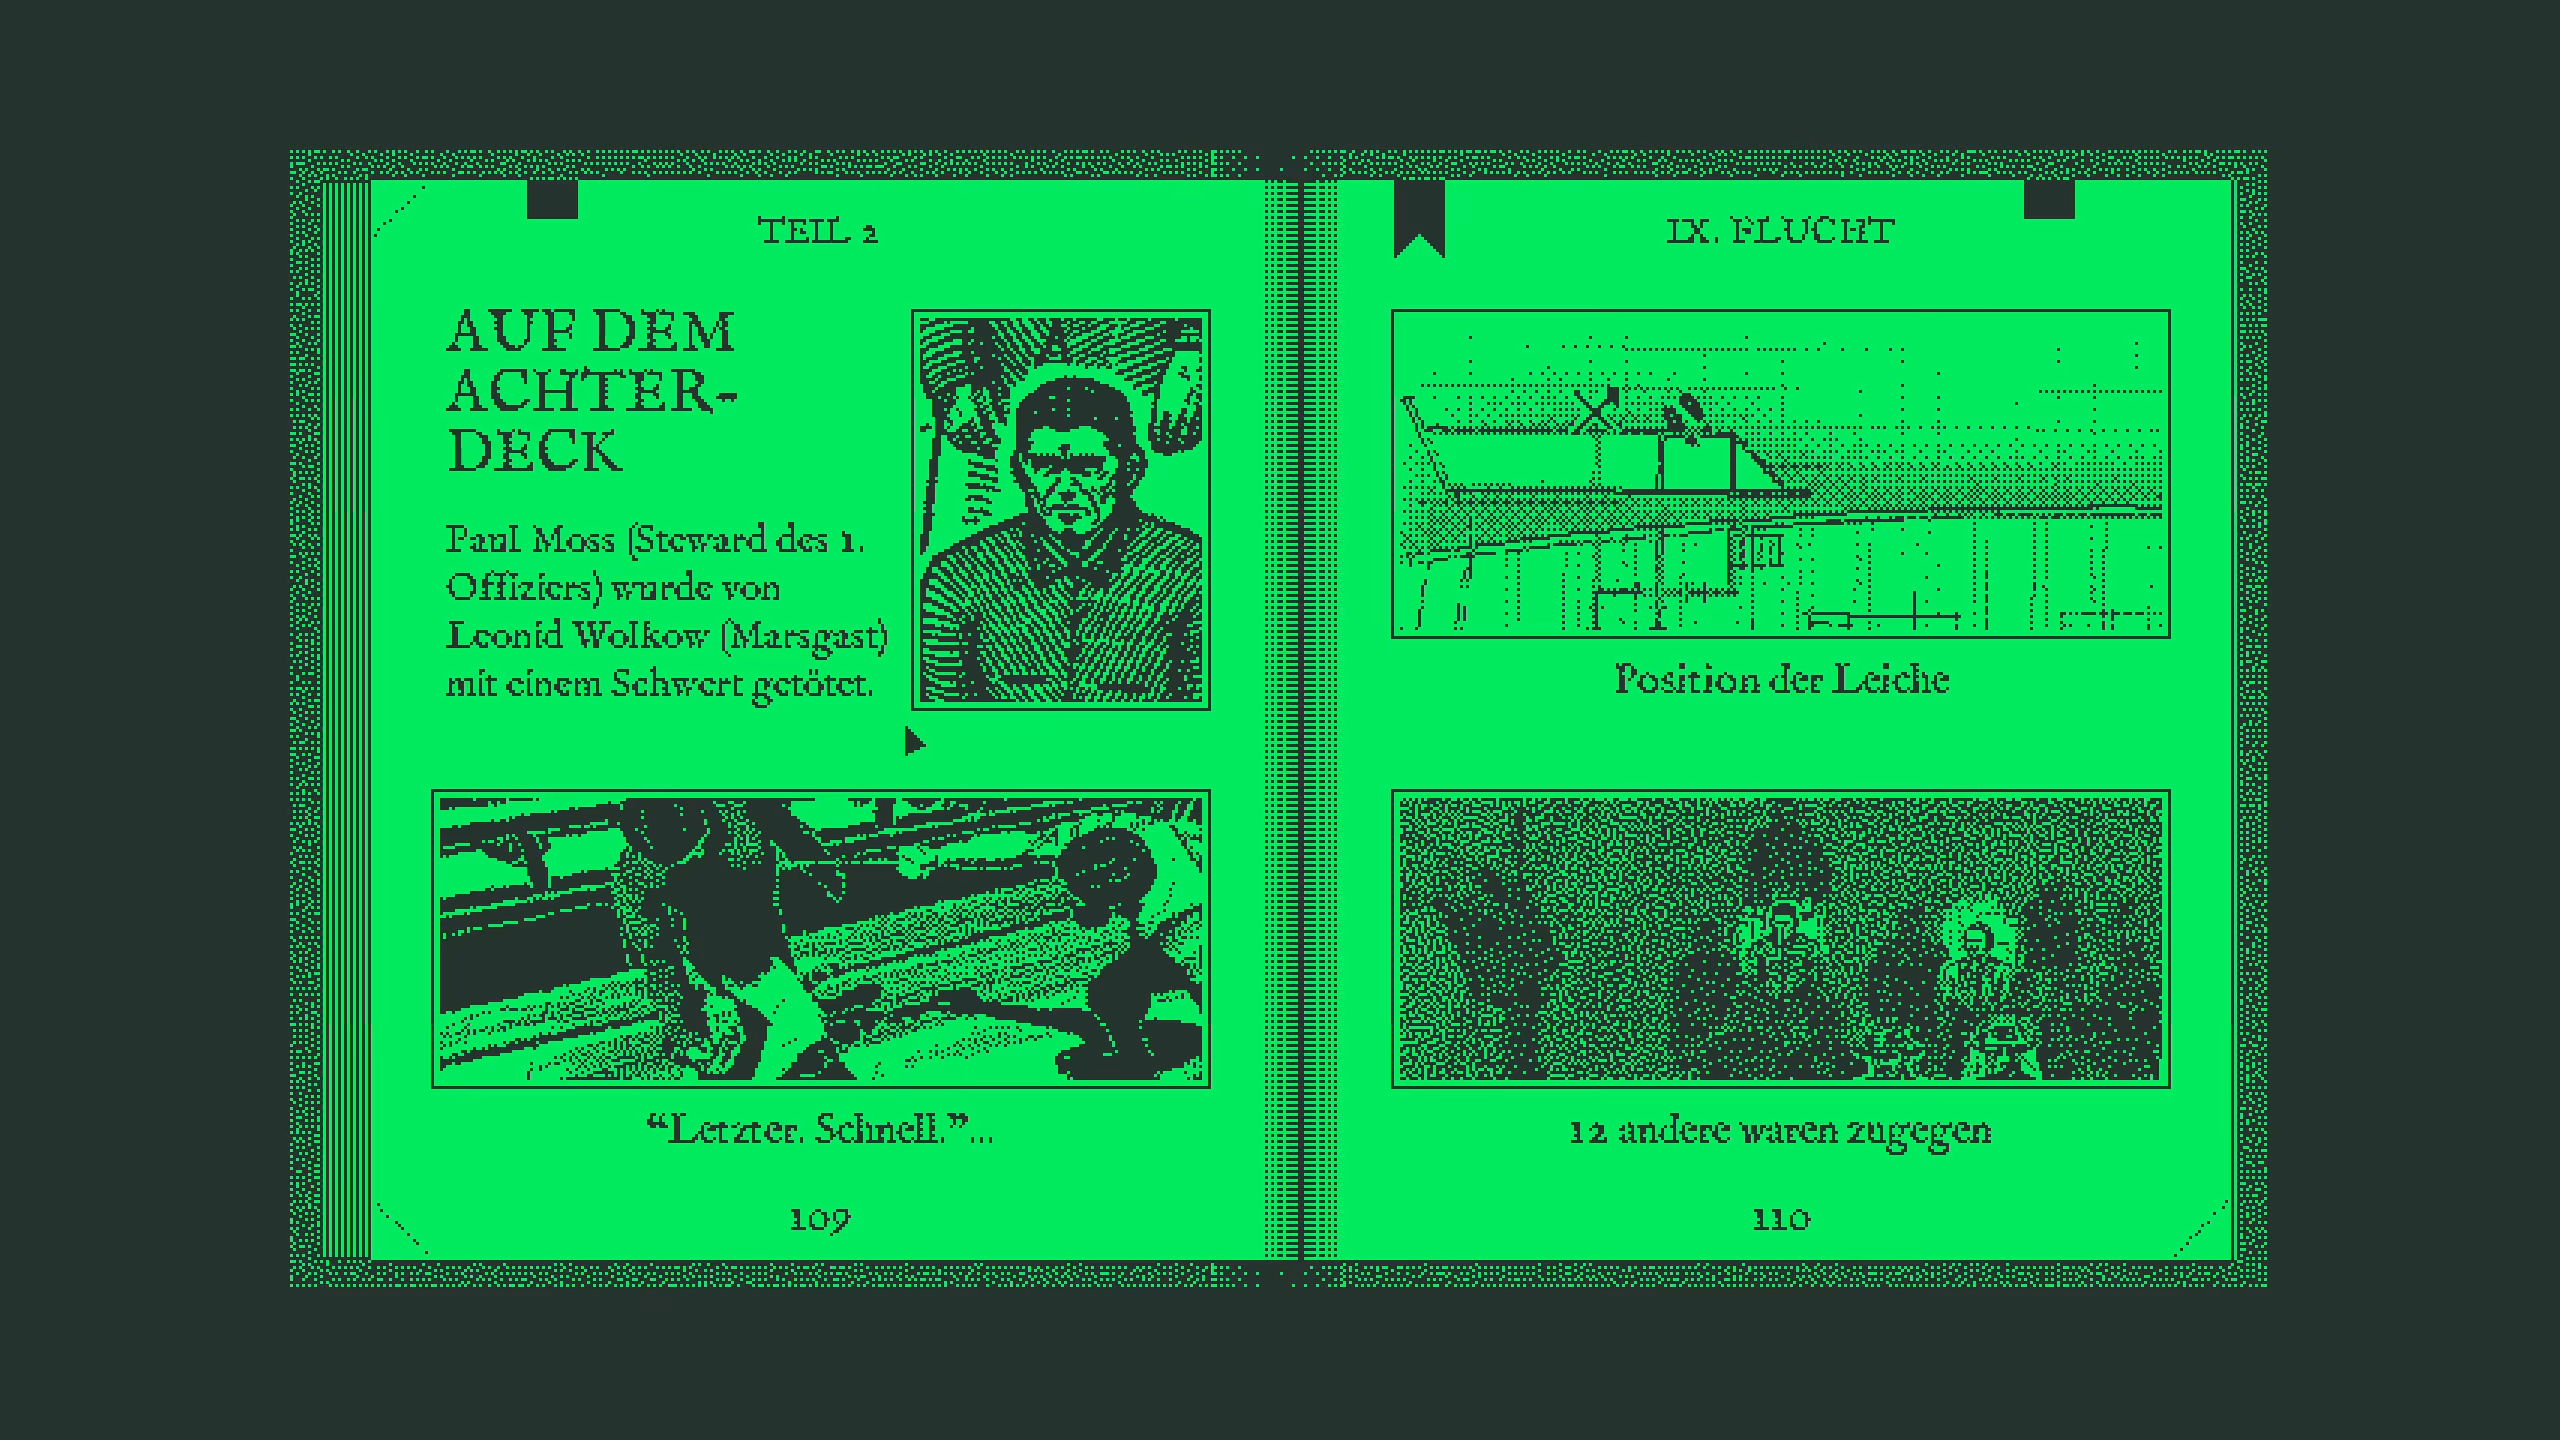 TEIL 2
AUF DEM
ACHTER-
DECK
Paul Moss (Steward des 1.
Offiziers) wurde von
Leonid Wolkow (Marsgast)
mit einem Schwert getötet.
“Letzter. Schnell.”...
109
IX. FLUCHT
Position der Leiche
12 andere waren zugegen
110